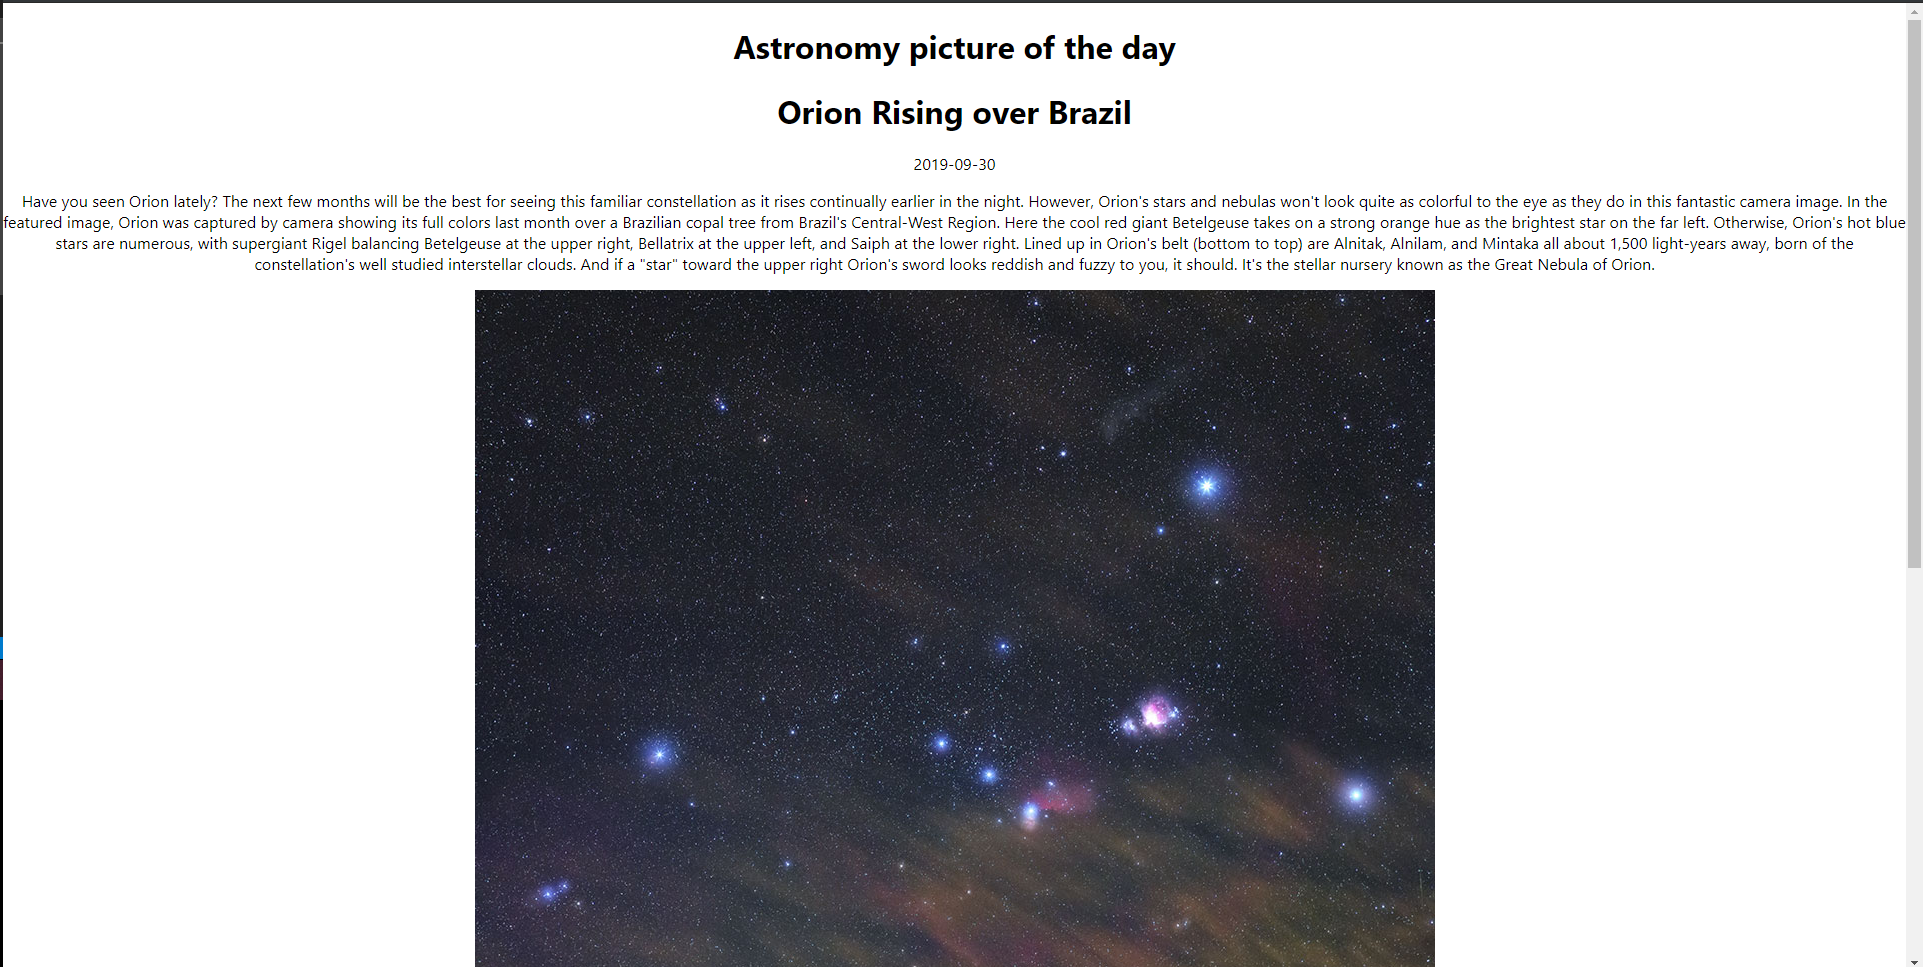 Astronomy picture of the day
Orion Rising over Brazil
2019-09-30
Have you seen Orion lately? The next few months will be the best for seeing this familiar constellation as it rises continually earlier in the night. However, Orion's stars and nebulas won't look quite as colorful to the eye as they do in this fantastic camera image. In the
featured image, Orion was captured by camera showing its full colors last month over a Brazilian copal tree from Brazil's Central-West Region. Here the cool red giant Betelgeuse takes on a strong orange hue as the brightest star on the far left. Otherwise, Orion's hot blue
stars are numerous, with supergiant Rigel balancing Betelgeuse at the upper right, Bellatrix at the upper left, and Saiph at the lower right. Lined up in Orion's belt (bottom to top) are Alnitak, Alnilam, and Mintaka all about 1,500 light-years away, born of the
constellation's well studied interstellar clouds. And if a "star" toward the upper right Orion's sword looks reddish and fuzzy to you, it should. It's the stellar nursery known as the Great Nebula of Orion.